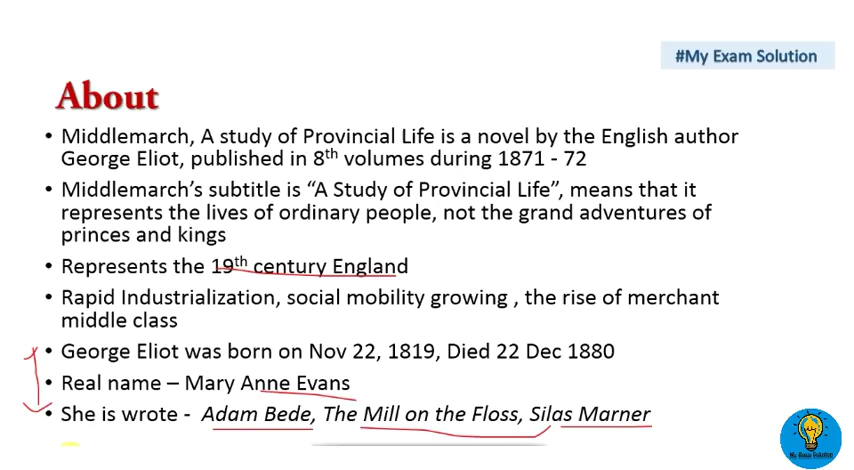 #My Exam Solution
About
• Middlemarch, A study of Provincial Life is a novel by the English author
George Eliot, published in 8th volumes during 1871 - 72
• Middlemarch's subtitle is “A Study of Provincial Life”, means that it
represents the lives of ordinary people, not the grand adventures of
princes and kings
• Represents the 19th century England
• Rapid Industrialization, social mobility growing , the rise of merchant
middle class
• George Eliot was born on Nov 22, 1819, Died 22 Dec 1880
• Real name – Mary Anne Evans
• She is wrote - Adam Bede, The Mill on the Floss, Silas Marner
My Exam Solution